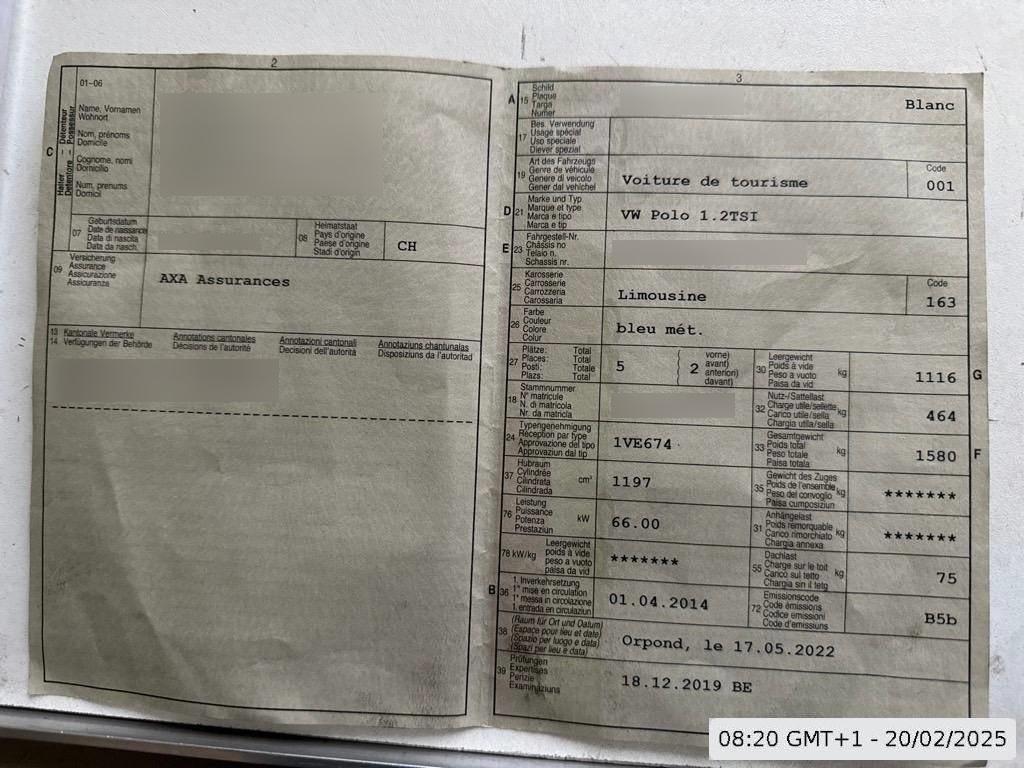 2
01-06
C
Halter – Détenteur
Detentore – Possessur
Name, Vornamen
Wohnort
Nom, prénoms
Domicile
Cognome, nomi
Domicilio
Num, prenums
Domicil
07
Geburtsdatum
Date de naissance
Data di nascita
Data da nasch.
08
Heimatstaat
Pays d'origine
Paese d'origine
Stadi d'origin
CH
09
Versicherung
Assurance
Assicurazione
Assicuranza
AXA Assurances
13 Kantonale Vermerke Annotations cantonales Annotazioni cantonali Annotaziuns chantunalas
14 Verfügungen der Behörde Décisions de l'autorité Decisioni dell'autorità Disposiziuns da l'autoritad
3
A 15
Schild
Plaque
Targa
Numer
Blanc
17
Bes. Verwendung
Usage spécial
Uso speciale
Diever spezial
19
Art des Fahrzeugs
Genre de véhicule
Genere di veicolo
Gener dal vehichel
Voiture de tourisme
Code
001
D 21
Marke und Typ
Marque et type
Marca e tipo
Marca e tip
VW Polo 1.2TSI
E 23
Fahrgestell-Nr.
Châssis no
Telaio n.
Schassis nr.
25
Karosserie
Carrosserie
Carrozzeria
Carossaria
Limousine
Code
163
26
Farbe
Couleur
Colore
Colur
bleu mét.
27
Plätze: Total
Places: Total
Posti: Totale
Plazs: Total
5
2
vorne)
avant)
anteriori)
davant)
30
Leergewicht
Poids à vide
Peso a vuoto
Paisa da vid
kg
1116
G
18
Stammnummer
N° matricule
N. di matricola
Nr. da matricla
32
Nutz-/Sattellast
Charge utile/sellette
Carico utile/sella
Chargia utila/sella
kg
464
24
Typengenehmigung
Réception par type
Approvazione del tipo
Approvaziun dal tip
1VE674
33
Gesamtgewicht
Poids total
Peso totale
Paisa totala
kg
1580
F
37
Hubraum
Cylindrée
Cilindrata
Cilindrada
cm³
1197
35
Gewicht des Zuges
Poids de l'ensemble
Peso del convoglio
Paisa cumposiziun
kg
*******
76
Leistung
Puissance
Potenza
Prestaziun
kW
66.00
31
Anhängelast
Poids remorquable
Carico rimorchiato
Chargia annexa
kg
*******
78 kW/kg
Leergewicht
poids à vide
peso a vuoto
paisa da vid
*******
55
Dachlast
Charge sur le toit
Carico sul tetto
Chargia sin il tetg
kg
75
B 36
1. Inverkehrsetzung
1re mise en circulation
1a messa in circolazione
1. entrada en circulaziun
01.04.2014
72
Emissionscode
Code émissions
Codice emissioni
Code d'emissiuns
B5b
38
(Raum für Ort und Datum)
(Espace pour lieu et date)
(Spazio per luogo e data)
(Spazi per lieu e data)
Orpond, le 17.05.2022
39
Prüfungen
Expertises
Perizie
Examinaziuns
18.12.2019 BE
08:20 GMT+1 - 20/02/2025